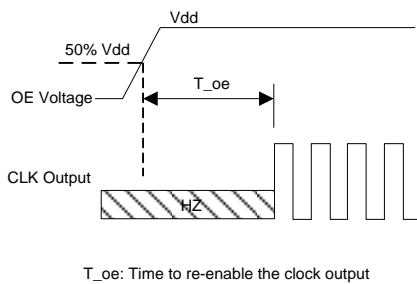 Vdd
50% Vdd
T_oe
OE Voltage
CLK Output
HZ
T_oe: Time to re-enable the clock output